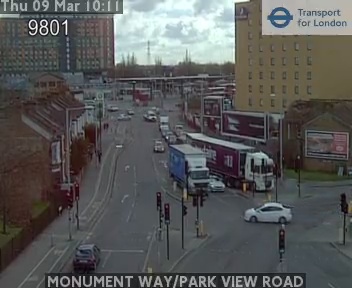 Thu 09 Mar 10:11
9801
Transport
for London
MONUMENT WAY/PARK VIEW ROAD